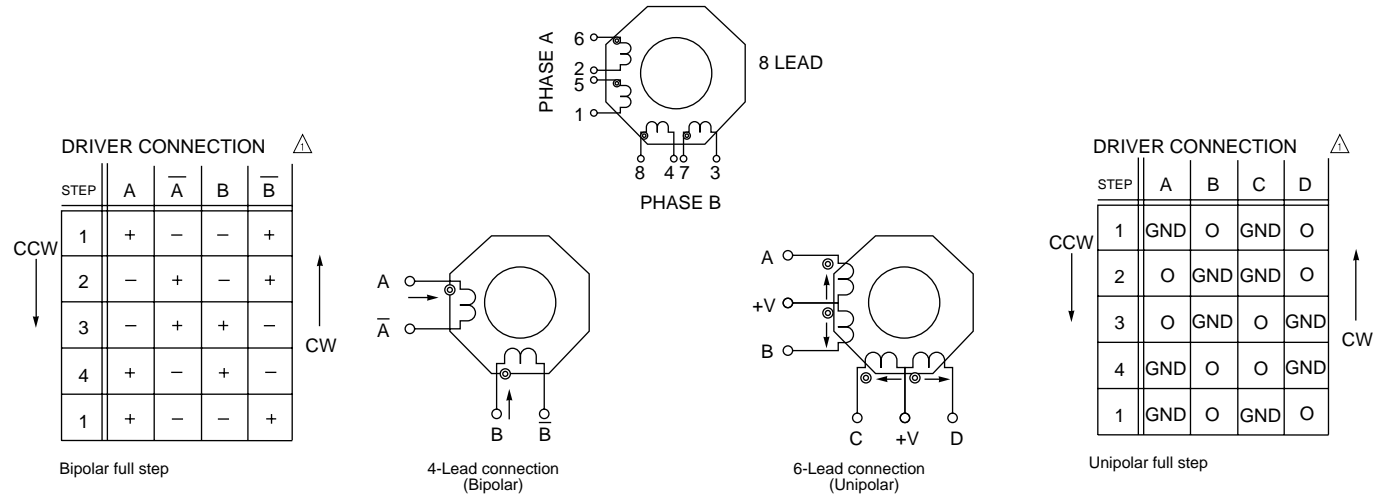 PHASE A
6
2
5
1
8 LEAD
8 4 7 3
PHASE B
DRIVER CONNECTION 1
STEP A A̅ B B̅
1 + – – +
2 – + – +
3 – + + –
4 + – + –
1 + – – +
CCW
CW
Bipolar full step
A
A̅
B B̅
4-Lead connection
(Bipolar)
A
+V
B
C +V D
6-Lead connection
(Unipolar)
DRIVER CONNECTION 1
STEP A B C D
1 GND O GND O
2 O GND GND O
3 O GND O GND
4 GND O O GND
1 GND O GND O
CCW
CW
Unipolar full step